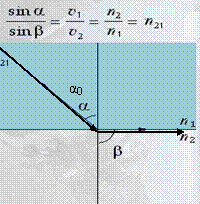 sin α / sin β = v₁ / v₂ = n₂ / n₁ = n₂₁
21
α₀
α
n₁
n₂
β